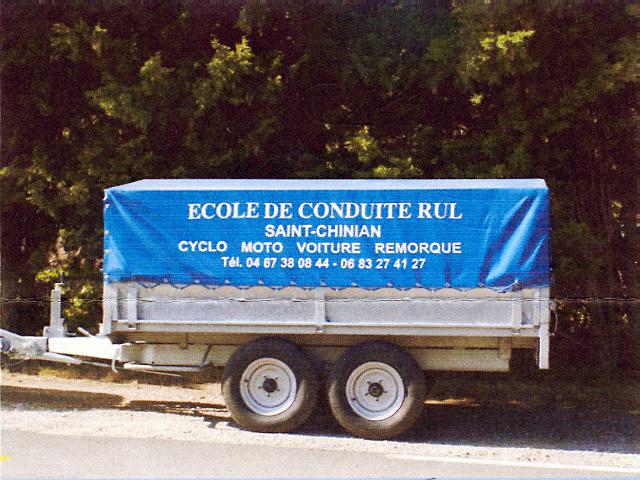 ECOLE DE CONDUITE RUL
SAINT-CHINIAN
CYCLO MOTO VOITURE REMORQUE
Tél. 04 67 38 08 44 - 06 83 27 41 27